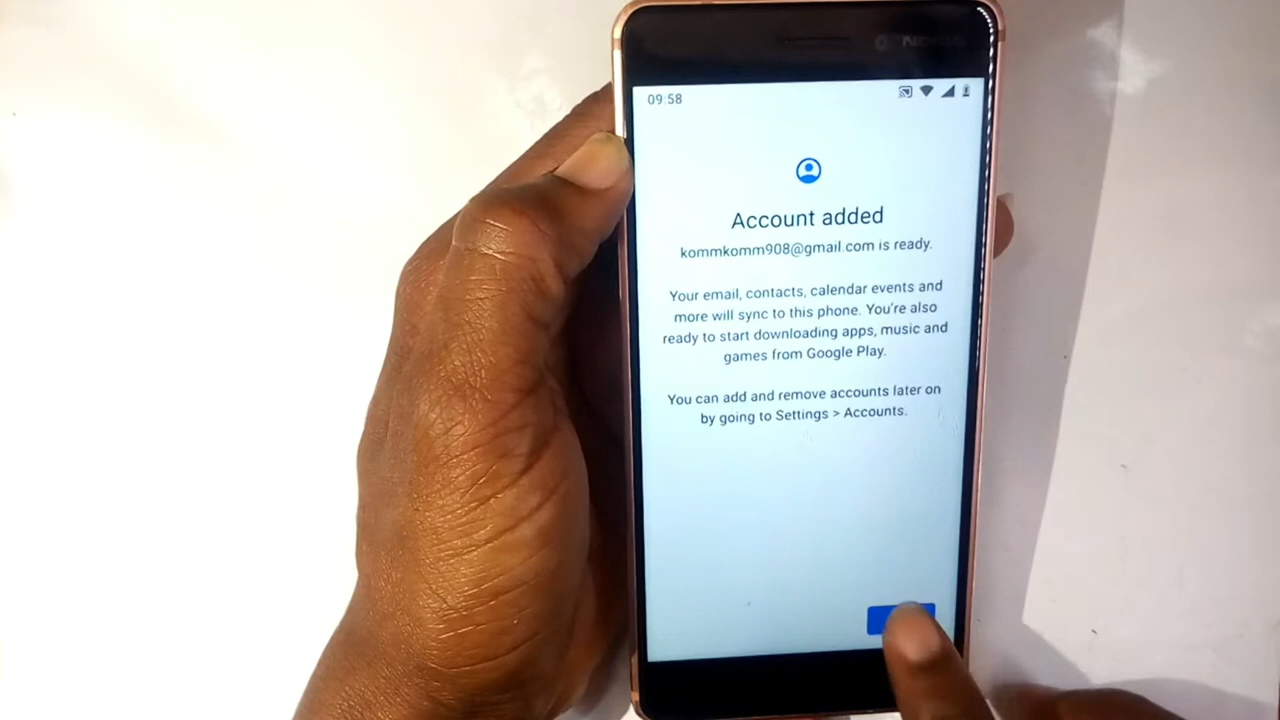 NOKIA
09:58
Account added
kommkomm908@gmail.com is ready.
Your email, contacts, calendar events and
more will sync to this phone. You're also
ready to start downloading apps, music and
games from Google Play.
You can add and remove accounts later on
by going to Settings > Accounts.